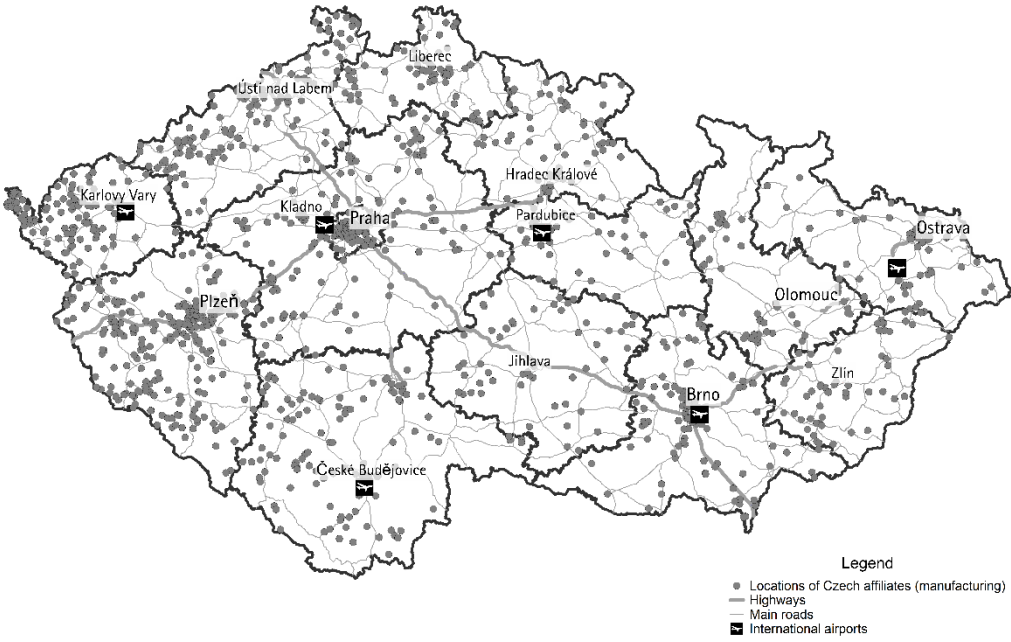 Liberec
Ústí nad Labem
Hradec Králové
Karlovy Vary
Kladno
Praha
Pardubice
Ostrava
Plzeň
Olomouc
Jihlava
Zlín
Brno
České Budějovice
Legend
Locations of Czech affiliates (manufacturing)
Highways
Main roads
International airports